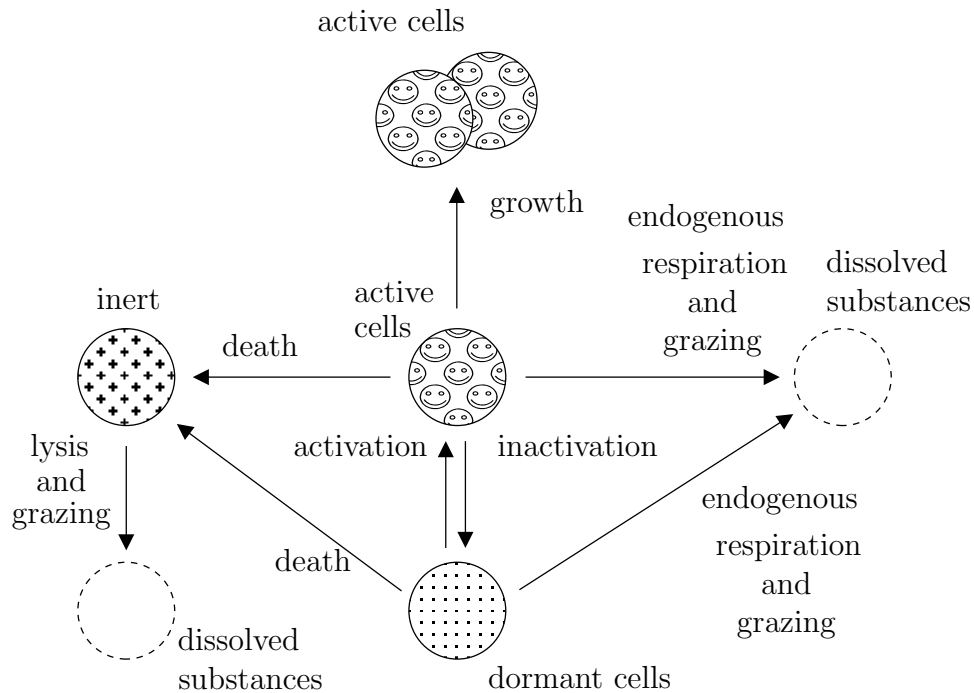 active cells
growth
endogenous
respiration
and
grazing
dissolved
substances
active
cells
inert
death
lysis
and
grazing
activation
inactivation
death
endogenous
respiration
and
grazing
dissolved
substances
dormant cells